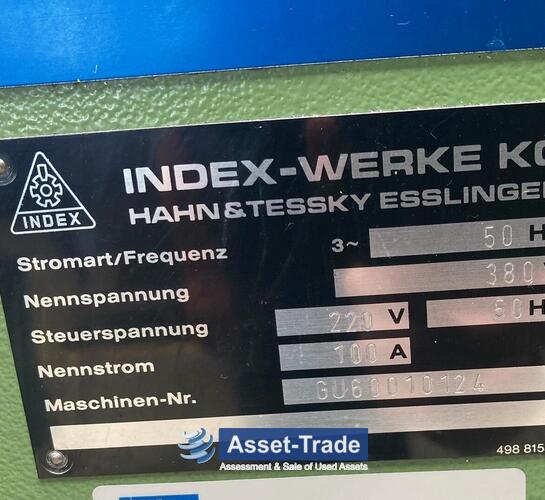 INDEX
INDEX-WERKE KG
HAHN & TESSKY ESSLINGEN
Stromart/Frequenz 3~ 50 H
Nennspannung 380 V
Steuerspannung 220 V 50 H
Nennstrom 100 A
Maschinen-Nr. GU60010124
Asset-Trade
Assessment & Sale of Used Assets
498 815